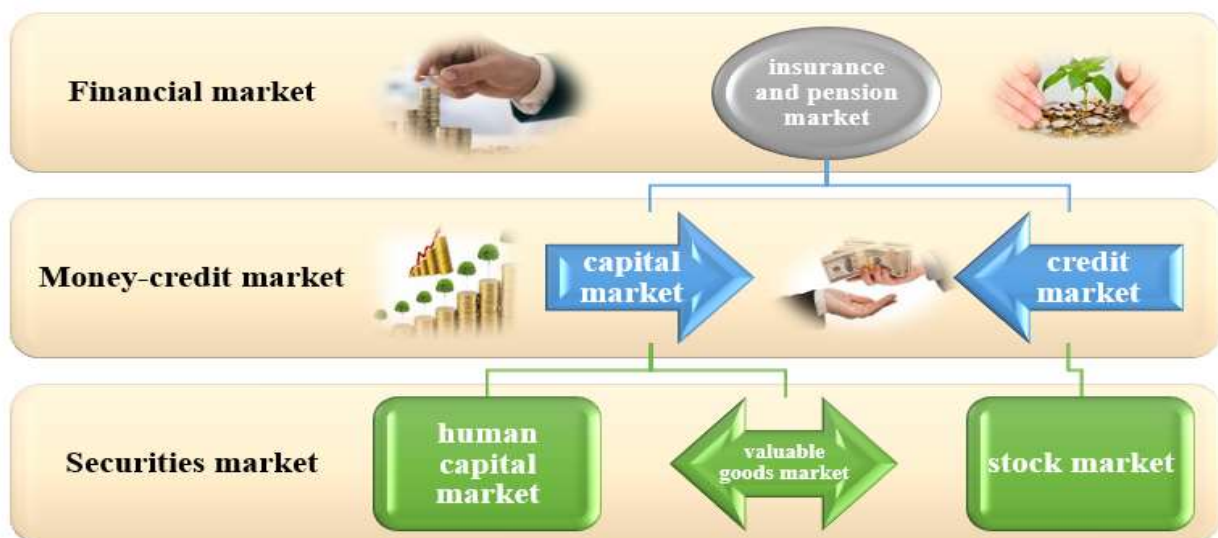 Financial market
insurance
and pension
market
Money-credit market
capital
market
credit
market
Securities market
human
capital
market
valuable
goods market
stock market